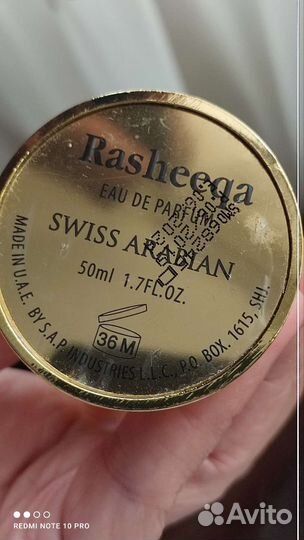 Rasheeqa
EAU DE PARFUM
SWISS ARABIAN
50ml 1.7FL.OZ.
36 M
MADE IN U.A.E. BY S.A.P INDUSTRIES L.L.C., P.O. BOX. 1615, SHJ.
REDMI NOTE 10 PRO
Avito